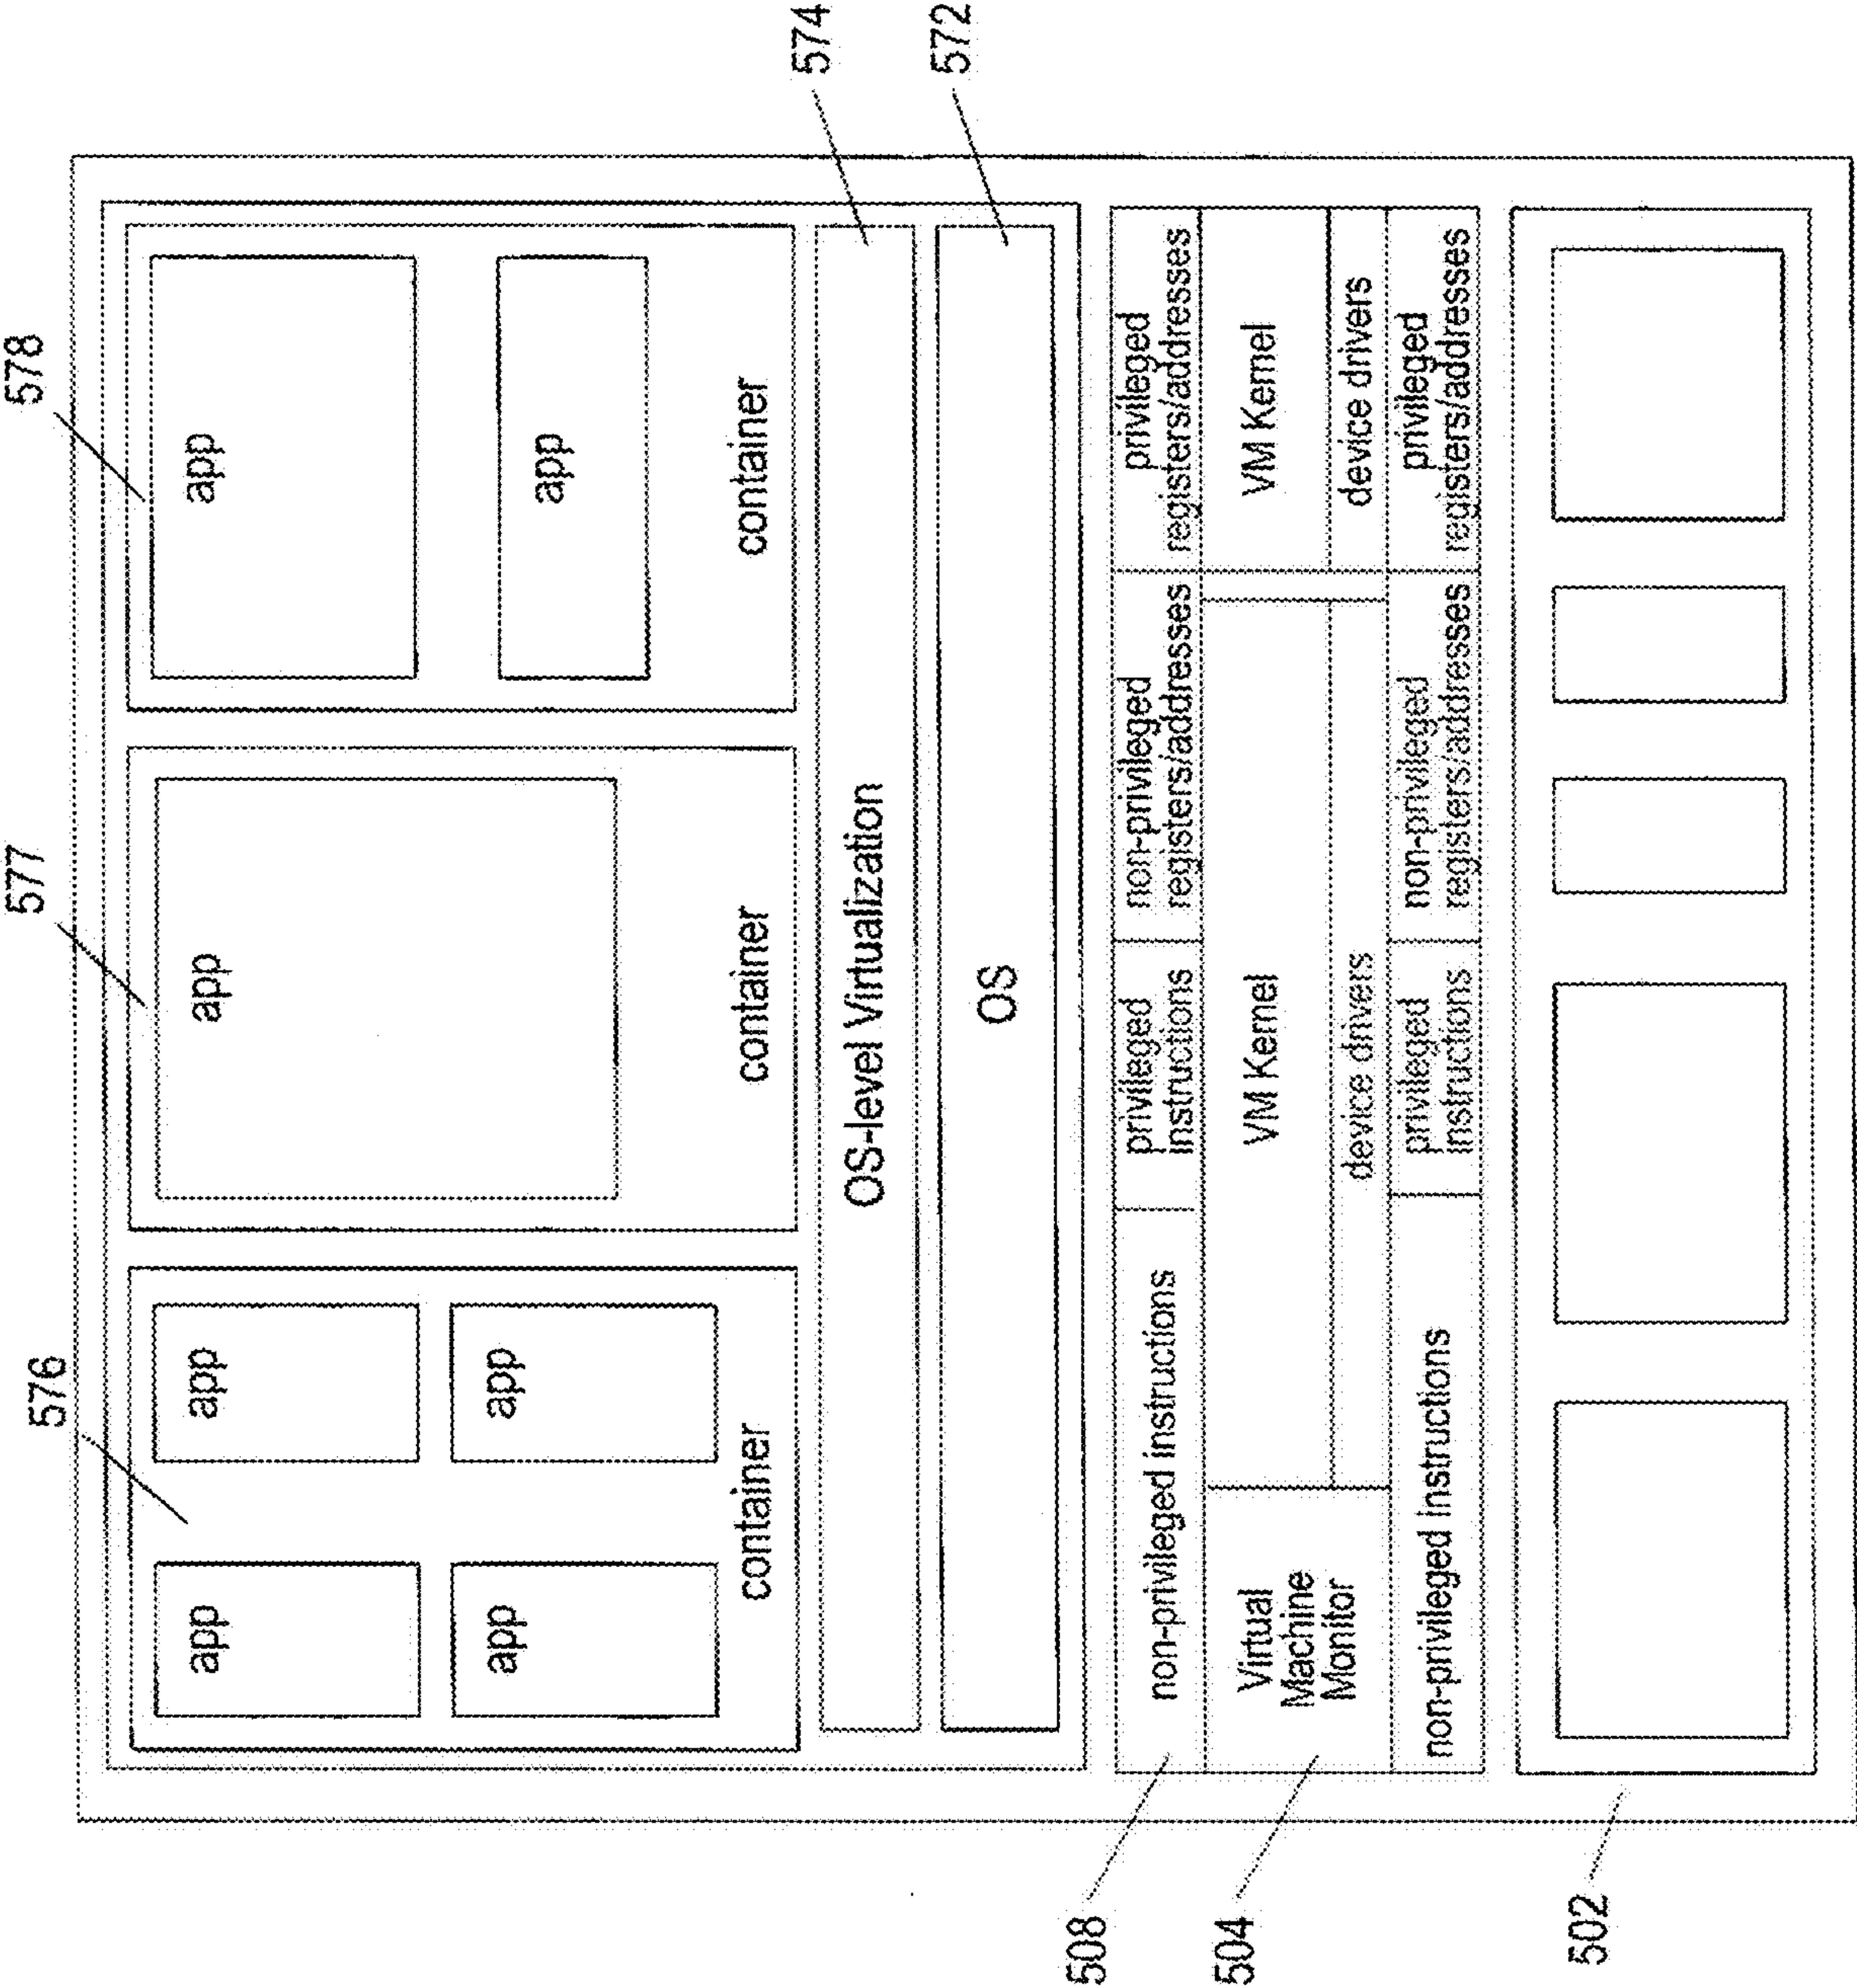 576
577
578
app
app
app
app
app
app
app
container
container
container
OS-level Virtualization
574
OS
572
508
non-privileged instructions
privileged
instructions
non-privileged
registers/addresses
privileged
registers/addresses
504
Virtual
Machine
Monitor
VM Kernel
VM Kernel
device drivers
device drivers
non-privileged instructions
privileged
instructions
non-privileged
registers/addresses
privileged
registers/addresses
502